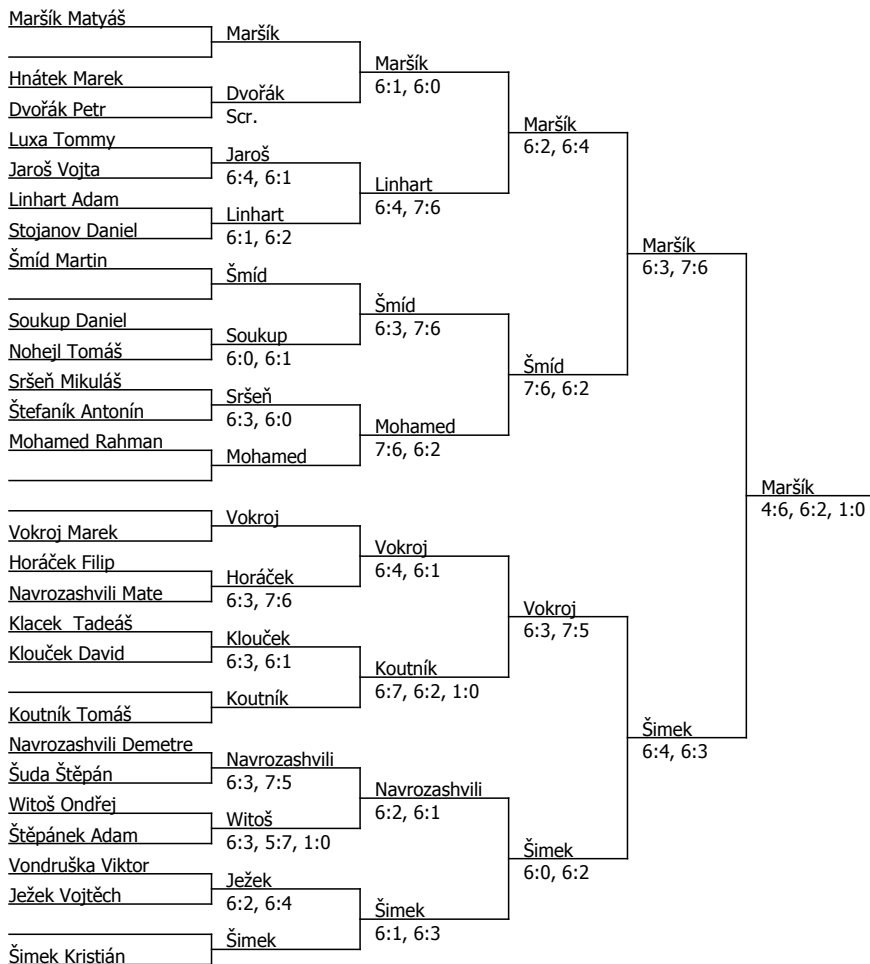 Maršík Matyáš
Hnátek Marek
Dvořák Petr
Luxa Tommy
Jaroš Vojta
Linhart Adam
Stojanov Daniel
Šmíd Martin
Soukup Daniel
Nohejl Tomáš
Sršeň Mikuláš
Štefaník Antonín
Mohamed Rahman
Vokroj Marek
Horáček Filip
Navrozashvili Mate
Klacek  Tadeáš
Klouček David
Koutník Tomáš
Navrozashvili Demetre
Šuda Štěpán
Witoš Ondřej
Štěpánek Adam
Vondruška Viktor
Ježek Vojtěch
Šimek Kristián
Maršík
Dvořák
Scr.
Jaroš
6:4, 6:1
Linhart
6:1, 6:2
Šmíd
Soukup
6:0, 6:1
Sršeň
6:3, 6:0
Mohamed
Vokroj
Horáček
6:3, 7:6
Klouček
6:3, 6:1
Koutník
Navrozashvili
6:3, 7:5
Witoš
6:3, 5:7, 1:0
Ježek
6:2, 6:4
Šimek
Maršík
6:1, 6:0
Linhart
6:4, 7:6
Šmíd
6:3, 7:6
Mohamed
7:6, 6:2
Vokroj
6:4, 6:1
Koutník
6:7, 6:2, 1:0
Navrozashvili
6:2, 6:1
Šimek
6:1, 6:3
Maršík
6:2, 6:4
Šmíd
7:6, 6:2
Vokroj
6:3, 7:5
Šimek
6:0, 6:2
Maršík
6:3, 7:6
Šimek
6:4, 6:3
Maršík
4:6, 6:2, 1:0